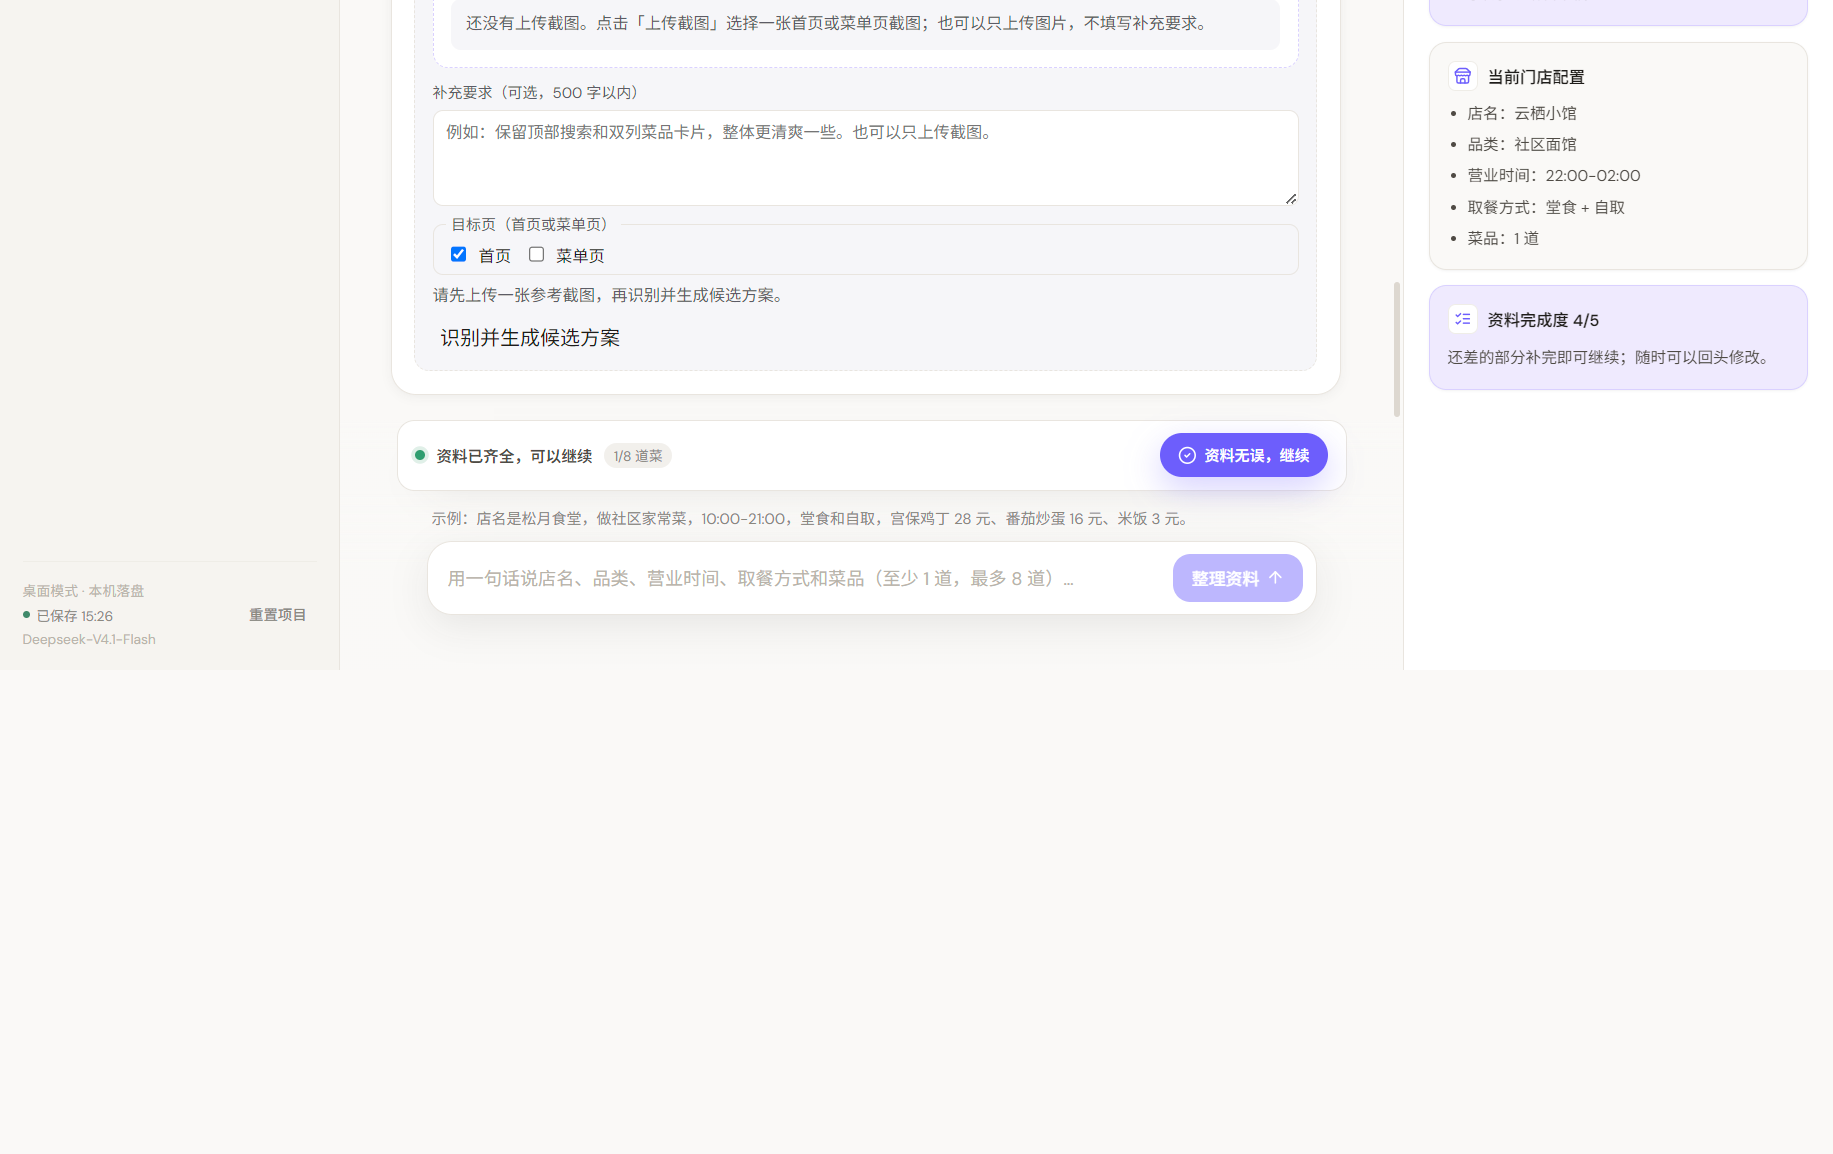 还没有上传截图。点击「上传截图」选择一张首页或菜单页截图；也可以只上传图片，不填写补充要求。
补充要求（可选，500 字以内）
例如：保留顶部搜索和双列菜品卡片，整体更清爽一些。也可以只上传截图。
目标页（首页或菜单页）
首页 菜单页
请先上传一张参考截图，再识别并生成候选方案。
识别并生成候选方案
资料已齐全，可以继续 1/8 道菜 资料无误，继续
示例：店名是松月食堂，做社区家常菜，10:00-21:00，堂食和自取，宫保鸡丁 28 元、番茄炒蛋 16 元、米饭 3 元。
用一句话说店名、品类、营业时间、取餐方式和菜品（至少 1 道，最多 8 道）… 整理资料
桌面模式 · 本机落盘
已保存 15:26 重置项目
Deepseek-V4.1-Flash
当前门店配置
店名：云栖小馆
品类：社区面馆
营业时间：22:00-02:00
取餐方式：堂食 + 自取
菜品：1 道
资料完成度 4/5
还差的部分补完即可继续；随时可以回头修改。